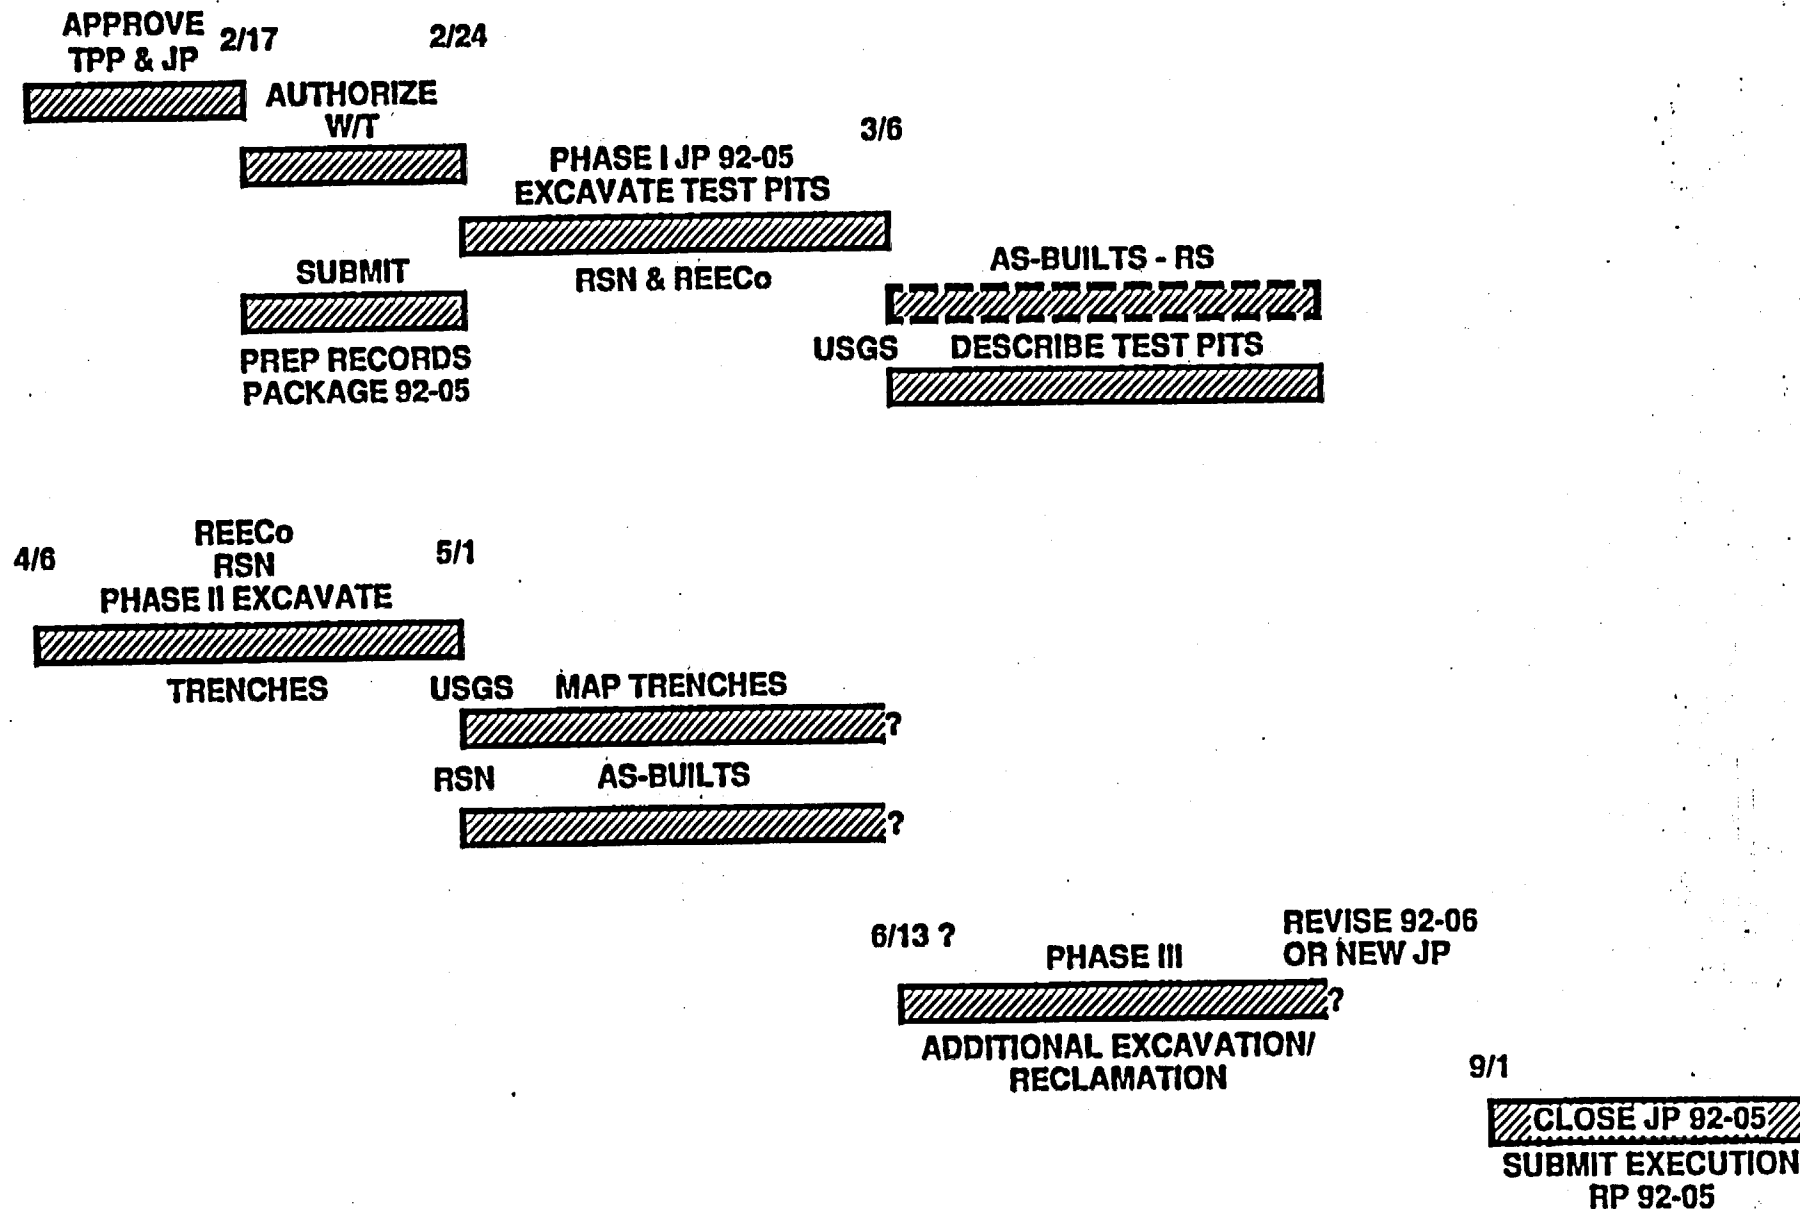 APPROVE
TPP & JP
2/17
2/24
AUTHORIZE
W/T
3/6
PHASE I JP 92-05
EXCAVATE TEST PITS
RSN & REECo
SUBMIT
PREP RECORDS
PACKAGE 92-05
AS-BUILTS - RS
USGS
DESCRIBE TEST PITS
4/6
REECo
RSN
PHASE II EXCAVATE
5/1
TRENCHES
USGS
MAP TRENCHES
?
RSN
AS-BUILTS
?
6/13 ?
PHASE III
REVISE 92-06
OR NEW JP
?
ADDITIONAL EXCAVATION/
RECLAMATION
9/1
CLOSE JP 92-05
SUBMIT EXECUTION
RP 92-05